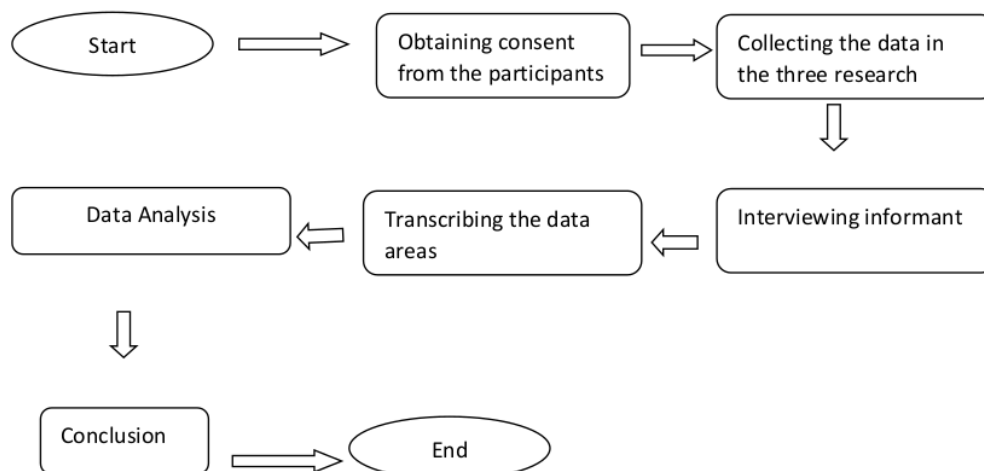 Start
Obtaining consent
from the participants
Collecting the data in
the three research
Interviewing informant
Transcribing the data
areas
Data Analysis
Conclusion
End